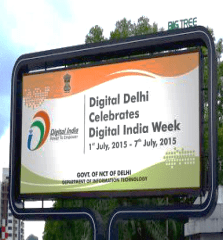 BIG TREE
Digital Delhi
Celebrates
Digital India Week
1st July, 2015 - 7th July, 2015
Digital India
Power To Empower
GOVT. OF NCT OF DELHI
DEPARTMENT OF INFORMATION TECHNOLOGY